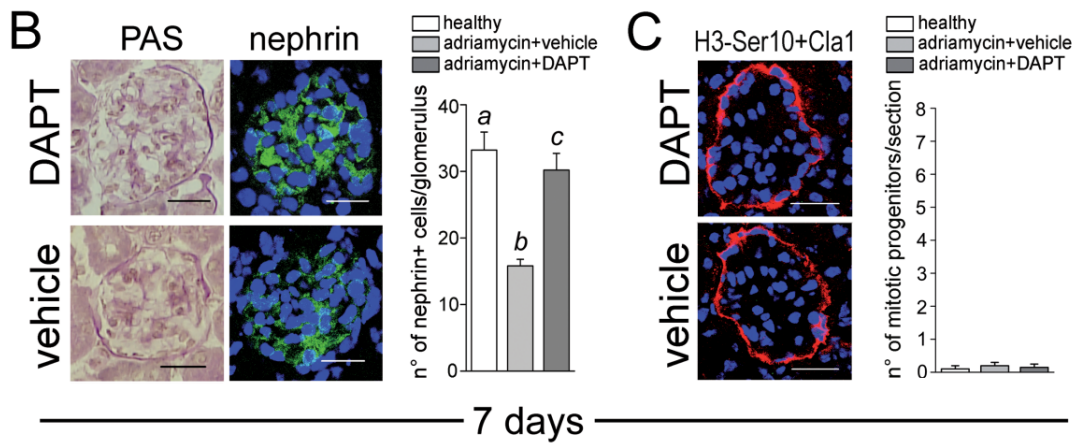 B
PAS
nephrin
DAPT
vehicle
healthy
adriamycin+vehicle
adriamycin+DAPT
n° of nephrin+ cells/glomerulus
40
30
20
10
0
a
b
c
C
H3-Ser10+Cla1
DAPT
vehicle
healthy
adriamycin+vehicle
adriamycin+DAPT
n° of mitotic progenitors/section
8
7
6
5
4
3
2
1
0
7 days